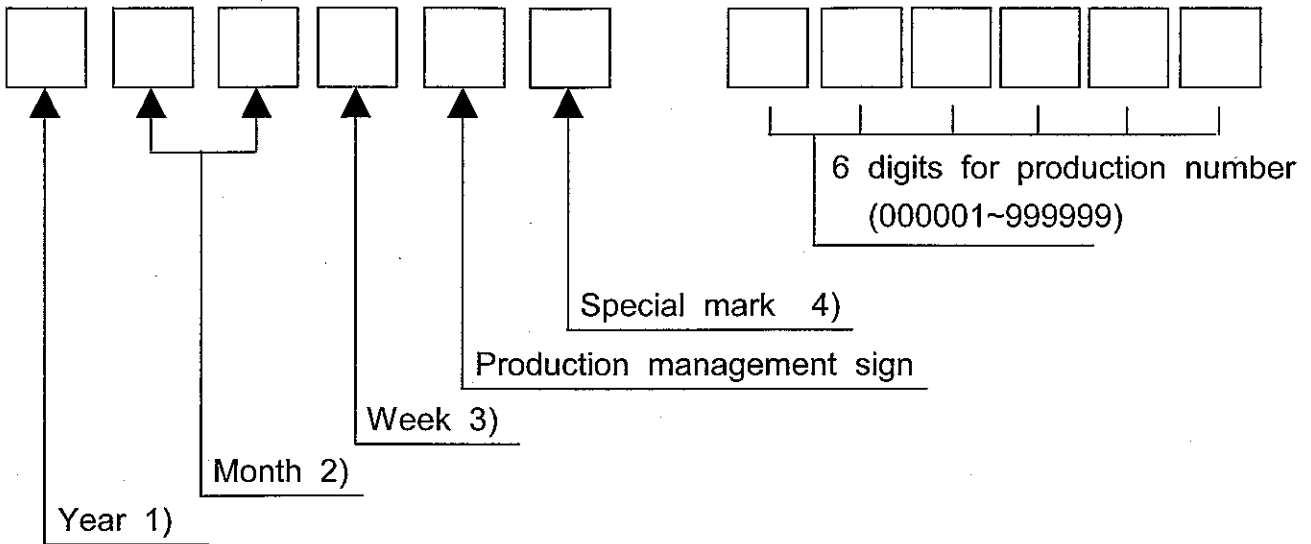 6 digits for production number
(000001~999999)
Special mark 4)
Production management sign
Week 3)
Month 2)
Year 1)